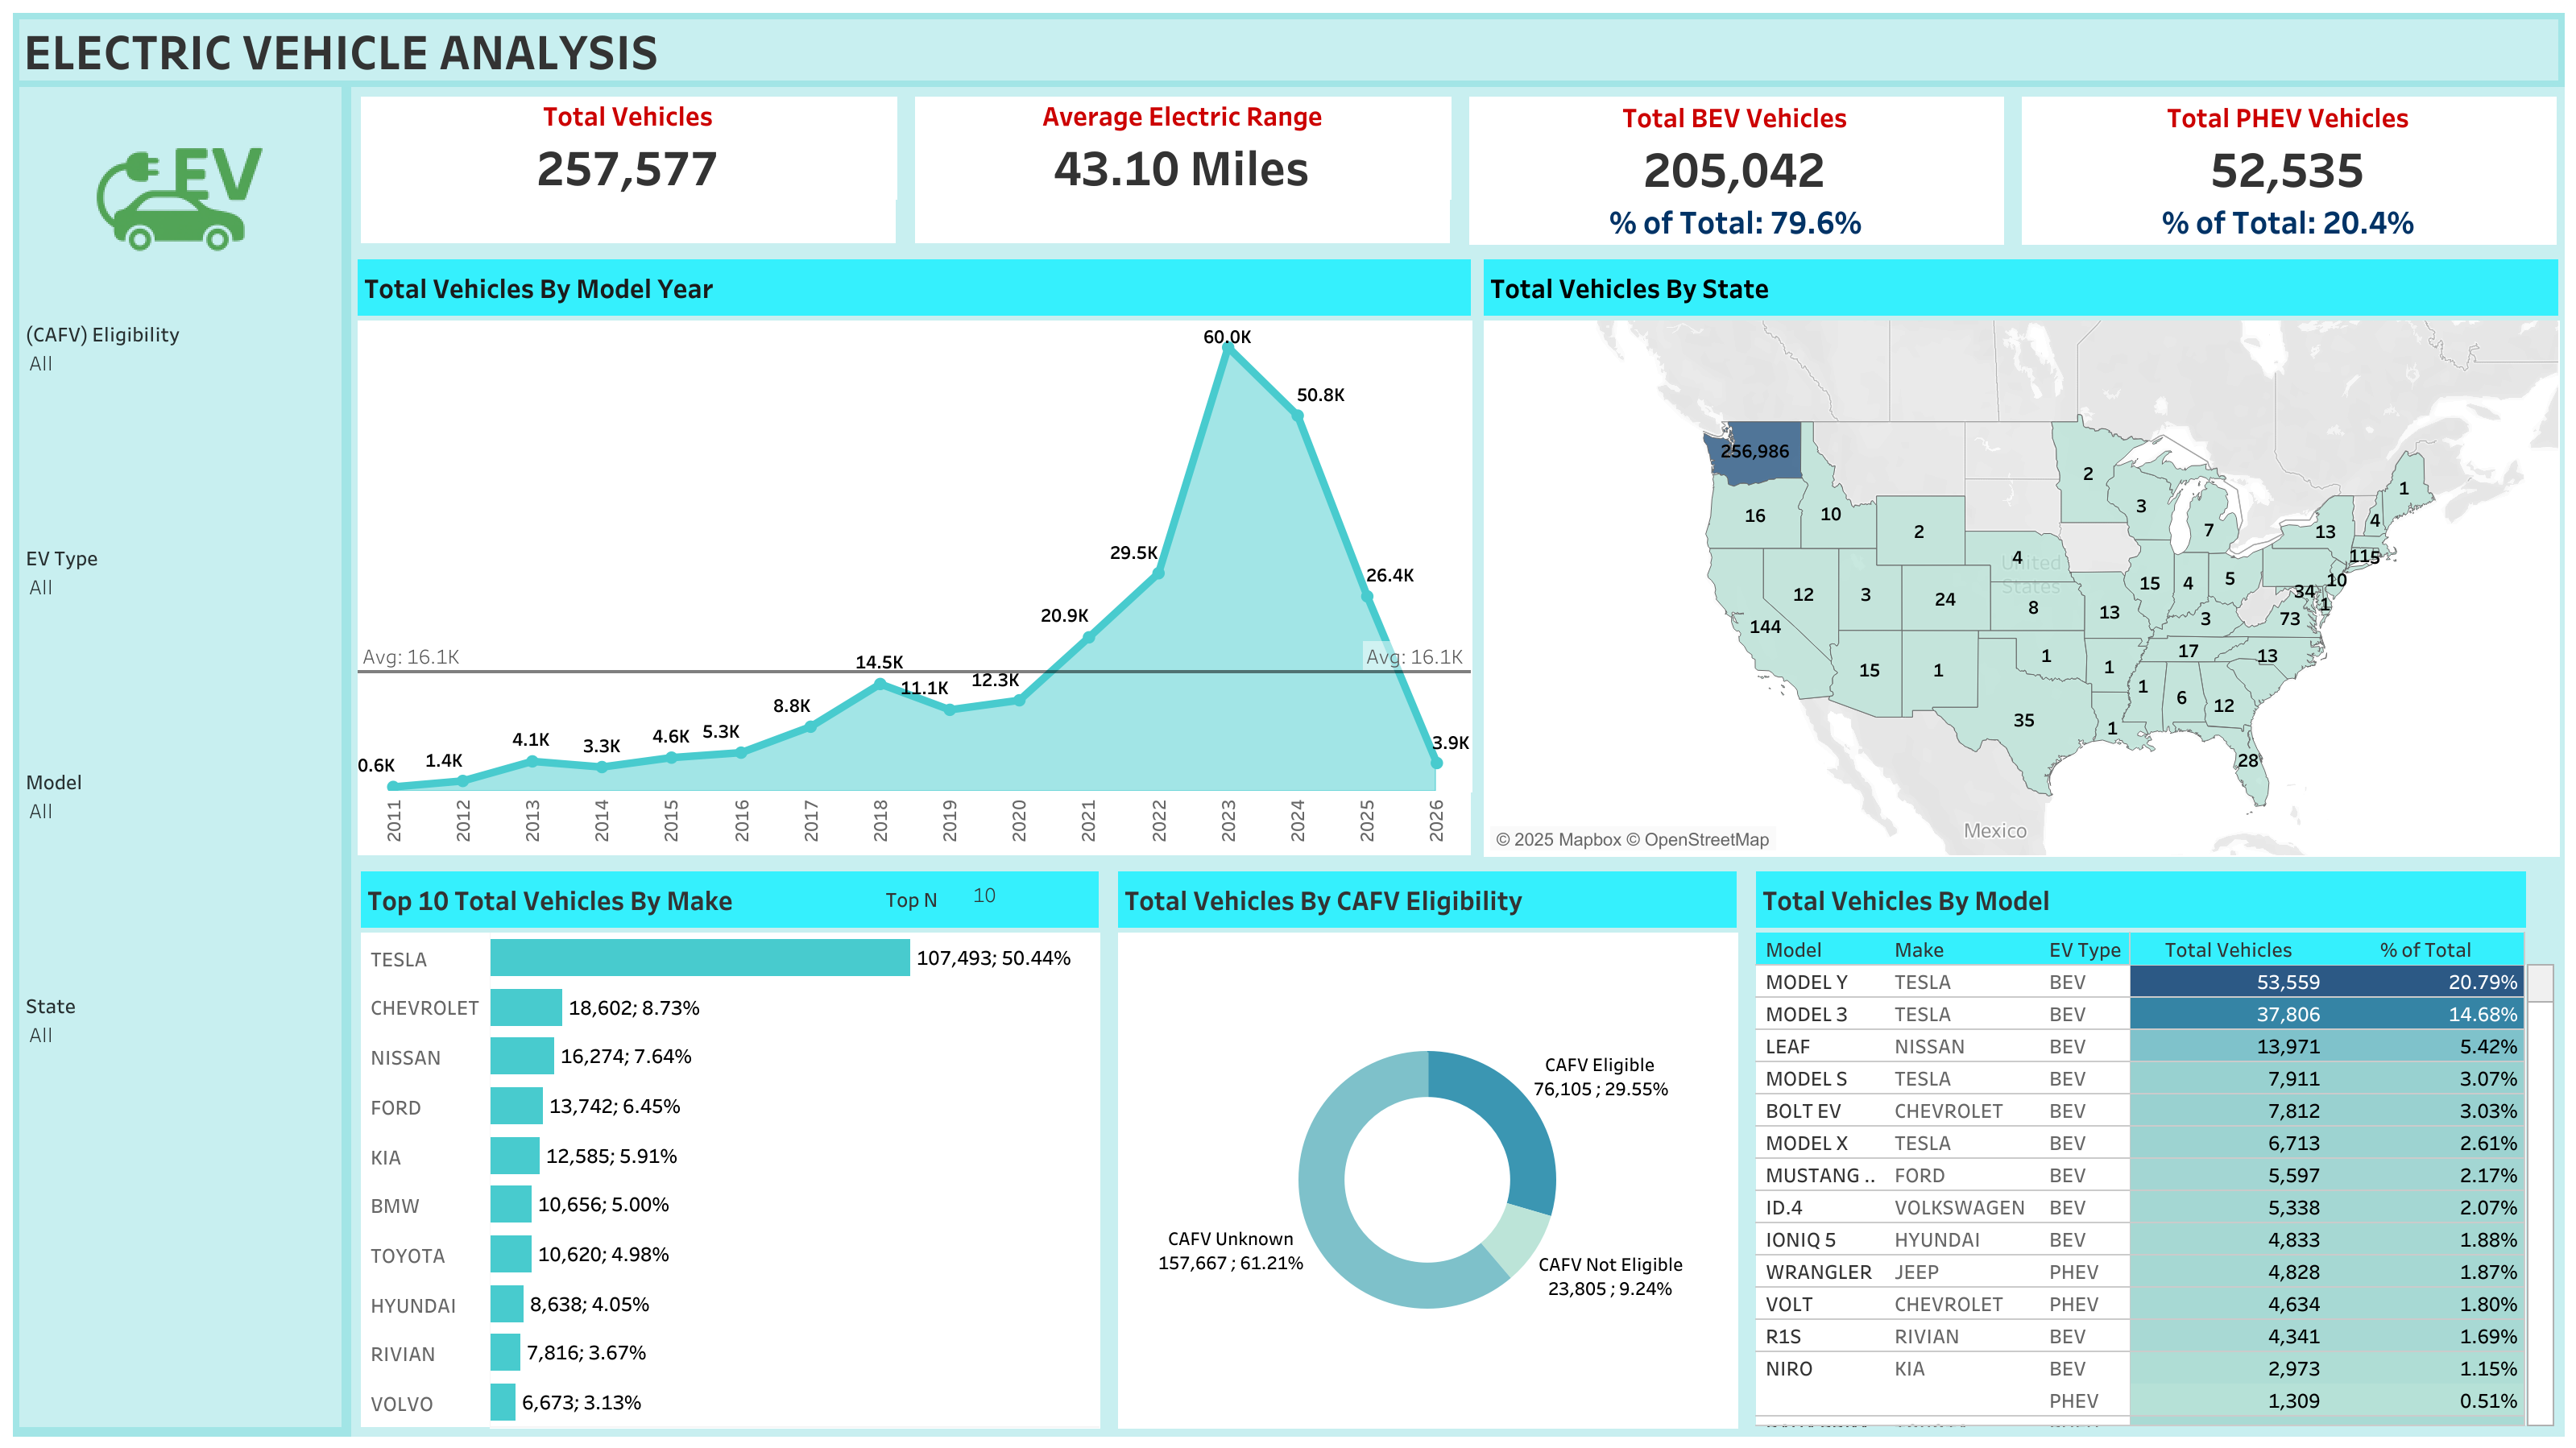 ELECTRIC VEHICLE ANALYSIS
EV
(CAFV) Eligibility
All
EV Type
All
Model
All
State
All
Total Vehicles
257,577
Average Electric Range
43.10 Miles
Total BEV Vehicles
205,042
% of Total: 79.6%
Total PHEV Vehicles
52,535
% of Total: 20.4%
Total Vehicles By Model Year
60.0K
50.8K
29.5K
26.4K
20.9K
Avg: 16.1K
Avg: 16.1K
14.5K
11.1K
12.3K
8.8K
4.1K
3.3K
4.6K
5.3K
3.9K
0.6K
1.4K
2011
2012
2013
2014
2015
2016
2017
2018
2019
2020
2021
2022
2023
2024
2025
2026
Total Vehicles By State
256,986
2
1
3
16
10
4
7
13
2
4
115
United
States
15
4
5
10
12
3
24
34
1
8
13
3
73
144
17
13
15
1
1
1
1
6
12
35
1
28
Mexico
© 2025 Mapbox © OpenStreetMap
Top 10 Total Vehicles By Make
Top N 10
TESLA 107,493; 50.44%
CHEVROLET 18,602; 8.73%
NISSAN 16,274; 7.64%
FORD 13,742; 6.45%
KIA 12,585; 5.91%
BMW 10,656; 5.00%
TOYOTA 10,620; 4.98%
HYUNDAI 8,638; 4.05%
RIVIAN 7,816; 3.67%
VOLVO 6,673; 3.13%
Total Vehicles By CAFV Eligibility
CAFV Eligible
76,105 ; 29.55%
CAFV Unknown
157,667 ; 61.21%
CAFV Not Eligible
23,805 ; 9.24%
Total Vehicles By Model
Model Make EV Type Total Vehicles % of Total
MODEL Y TESLA BEV 53,559 20.79%
MODEL 3 TESLA BEV 37,806 14.68%
LEAF NISSAN BEV 13,971 5.42%
MODEL S TESLA BEV 7,911 3.07%
BOLT EV CHEVROLET BEV 7,812 3.03%
MODEL X TESLA BEV 6,713 2.61%
MUSTANG .. FORD BEV 5,597 2.17%
ID.4 VOLKSWAGEN BEV 5,338 2.07%
IONIQ 5 HYUNDAI BEV 4,833 1.88%
WRANGLER JEEP PHEV 4,828 1.87%
VOLT CHEVROLET PHEV 4,634 1.80%
R1S RIVIAN BEV 4,341 1.69%
NIRO KIA BEV 2,973 1.15%
PHEV 1,309 0.51%